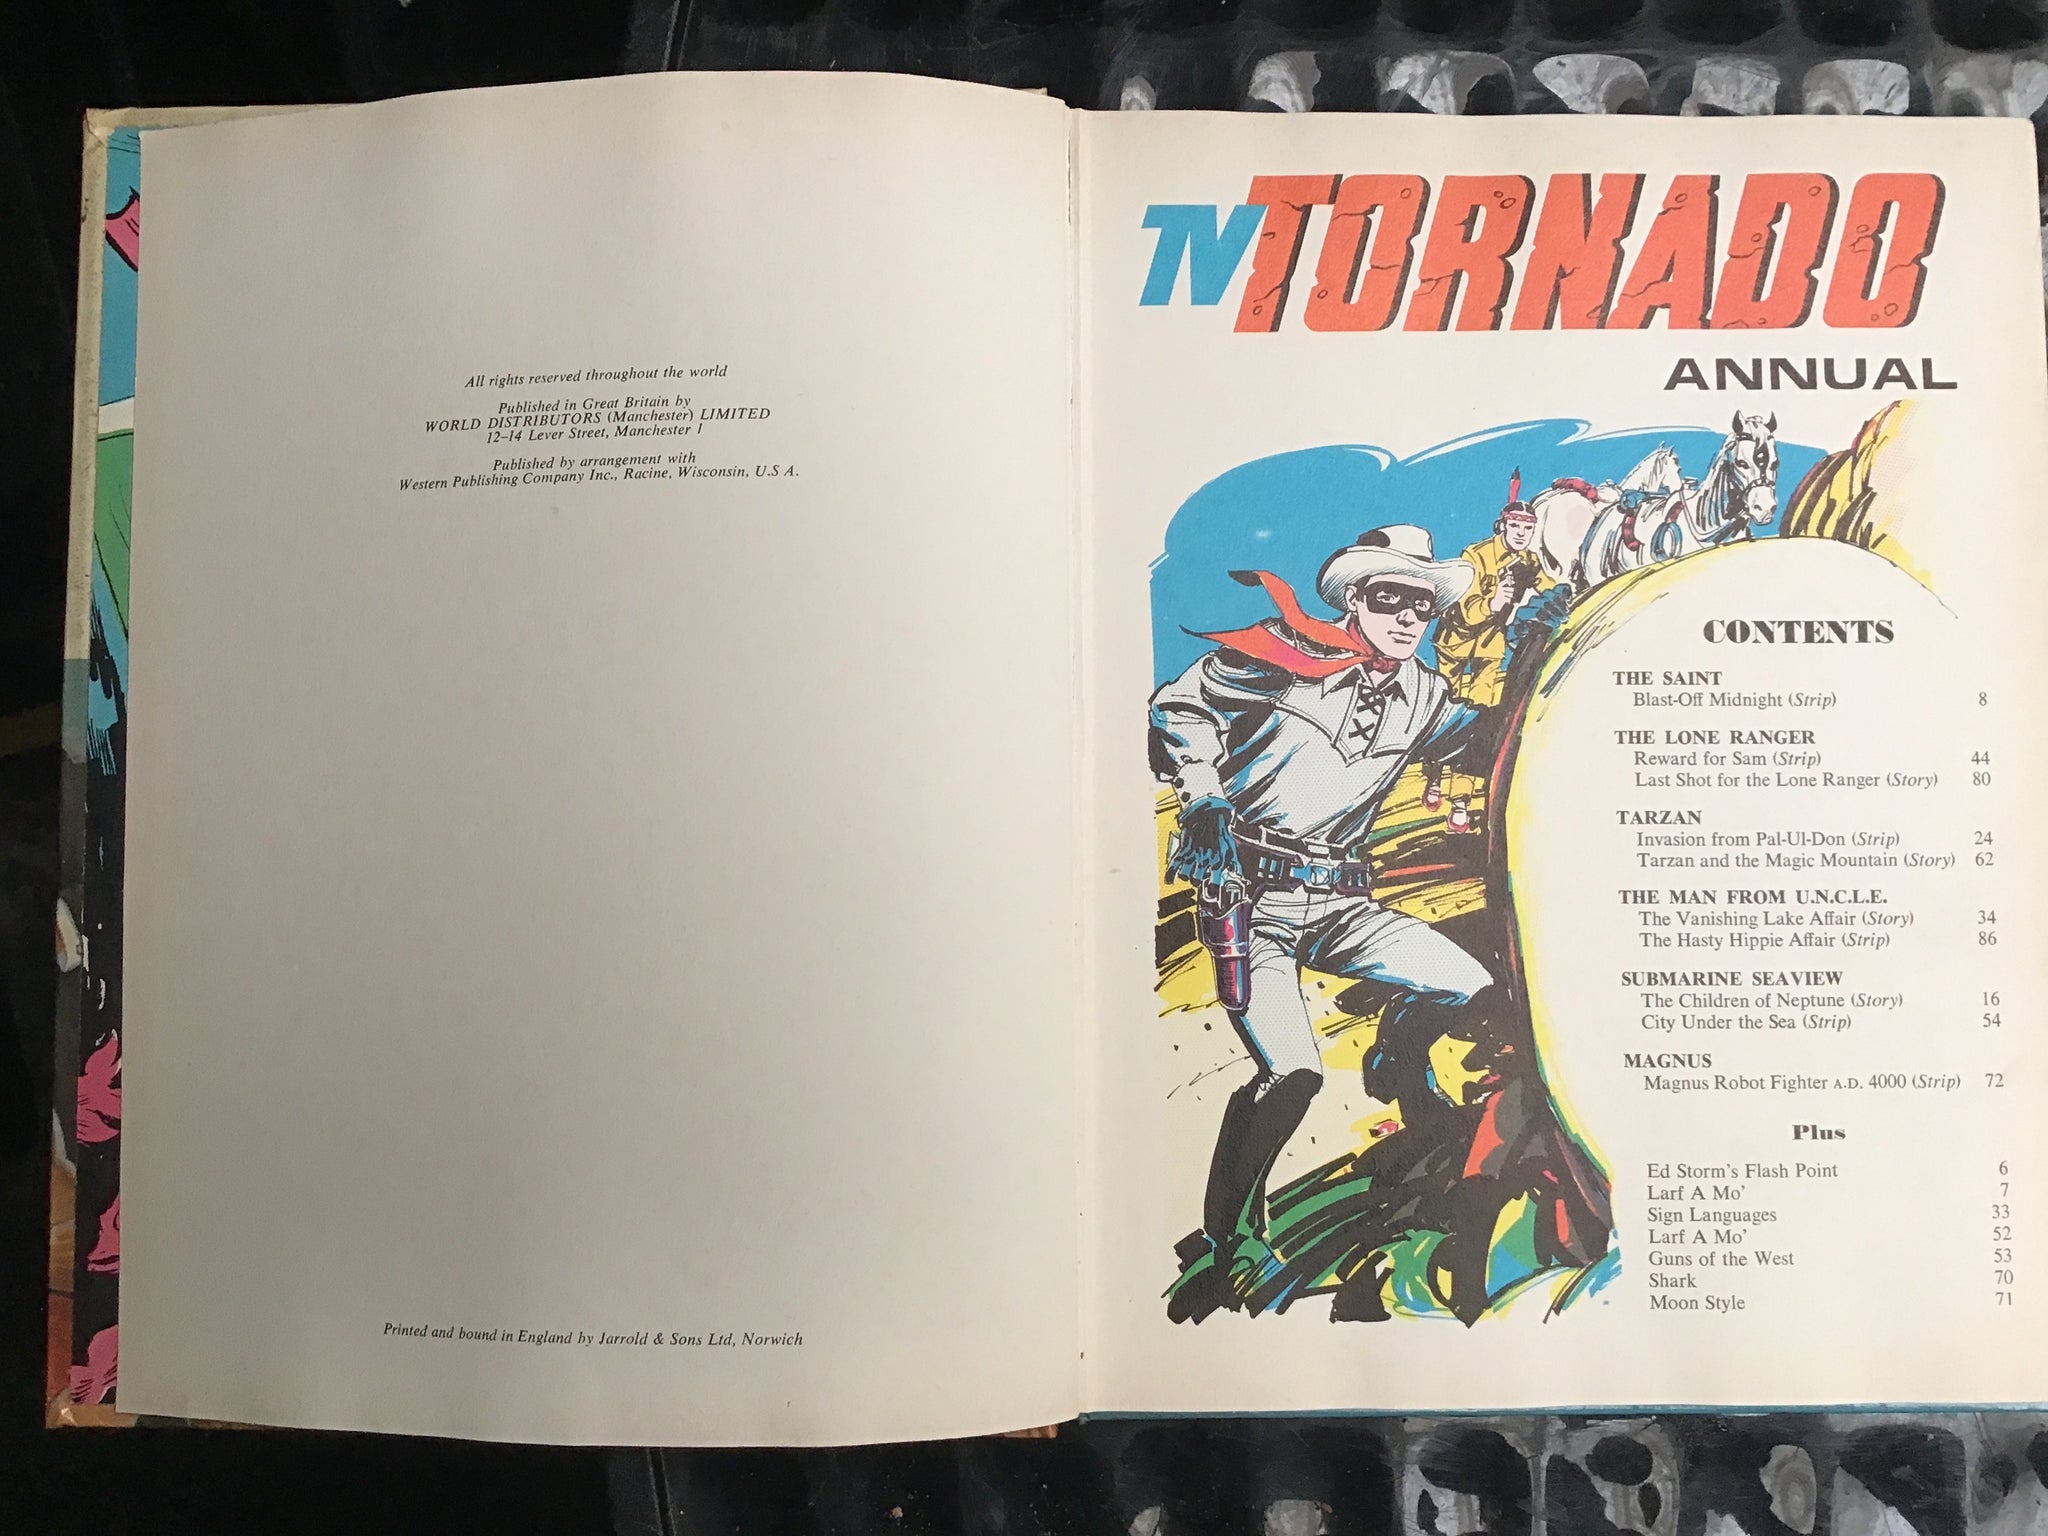 All rights reserved throughout the world
Published in Great Britain by
WORLD DISTRIBUTORS (Manchester) LIMITED
12–14 Lever Street, Manchester 1
Published by arrangement with
Western Publishing Company Inc., Racine, Wisconsin, U.S A.
Printed and bound in England by Jarrold & Sons Ltd, Norwich
TV TORNADO
ANNUAL
CONTENTS
THE SAINT
Blast-Off Midnight (Strip) 8
THE LONE RANGER
Reward for Sam (Strip) 44
Last Shot for the Lone Ranger (Story) 80
TARZAN
Invasion from Pal-Ul-Don (Strip) 24
Tarzan and the Magic Mountain (Story) 62
THE MAN FROM U.N.C.L.E.
The Vanishing Lake Affair (Story) 34
The Hasty Hippie Affair (Strip) 86
SUBMARINE SEAVIEW
The Children of Neptune (Story) 16
City Under the Sea (Strip) 54
MAGNUS
Magnus Robot Fighter A.D. 4000 (Strip) 72
Plus
Ed Storm's Flash Point 6
Larf A Mo' 7
Sign Languages 33
Larf A Mo' 52
Guns of the West 53
Shark 70
Moon Style 71